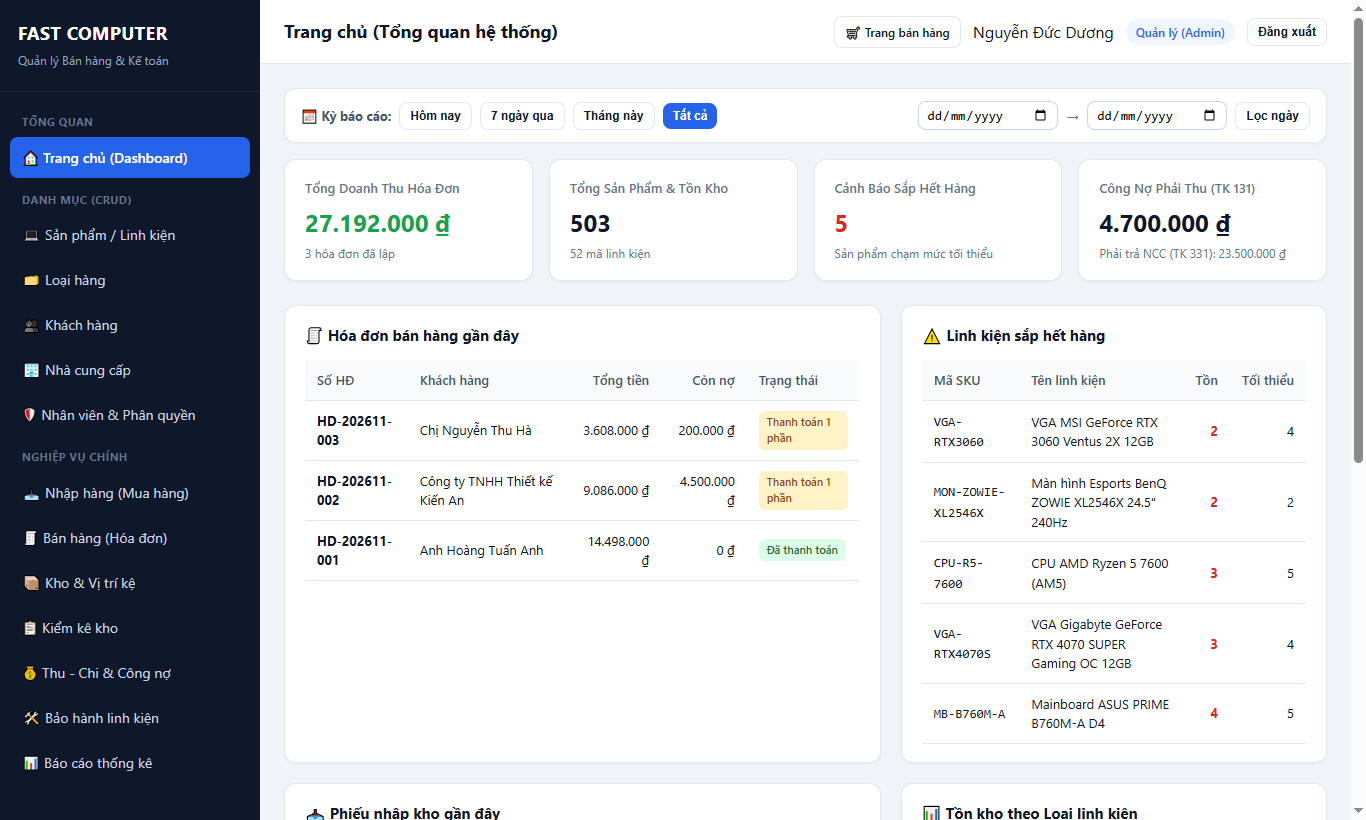 FAST COMPUTER
Quản lý Bán hàng & Kế toán
TỔNG QUAN
Trang chủ (Dashboard)
DANH MỤC (CRUD)
Sản phẩm / Linh kiện
Loại hàng
Khách hàng
Nhà cung cấp
Nhân viên & Phân quyền
NGHIỆP VỤ CHÍNH
Nhập hàng (Mua hàng)
Bán hàng (Hóa đơn)
Kho & Vị trí kệ
Kiểm kê kho
Thu - Chi & Công nợ
Bảo hành linh kiện
Báo cáo thống kê
Trang chủ (Tổng quan hệ thống)
Trang bán hàng
Nguyễn Đức Dương
Quản lý (Admin)
Đăng xuất
Kỳ báo cáo:
Hôm nay
7 ngày qua
Tháng này
Tất cả
dd/mm/yyyy
→
dd/mm/yyyy
Lọc ngày
Tổng Doanh Thu Hóa Đơn
27.192.000 ₫
3 hóa đơn đã lập
Tổng Sản Phẩm & Tồn Kho
503
52 mã linh kiện
Cảnh Báo Sắp Hết Hàng
5
Sản phẩm chạm mức tối thiểu
Công Nợ Phải Thu (TK 131)
4.700.000 ₫
Phải trả NCC (TK 331): 23.500.000 ₫
Hóa đơn bán hàng gần đây
Số HĐ Khách hàng Tổng tiền Còn nợ Trạng thái
HD-202611-
003
Chị Nguyễn Thu Hà
3.608.000 ₫
200.000 ₫
Thanh toán 1
phần
HD-202611-
002
Công ty TNHH Thiết kế
Kiến An
9.086.000 ₫
4.500.000
₫
Thanh toán 1
phần
HD-202611-
001
Anh Hoàng Tuấn Anh
14.498.000
₫
0 ₫
Đã thanh toán
Linh kiện sắp hết hàng
Mã SKU Tên linh kiện Tồn Tối thiểu
VGA-
RTX3060
VGA MSI GeForce RTX
3060 Ventus 2X 12GB
2
4
MON-ZOWIE-
XL2546X
Màn hình Esports BenQ
ZOWIE XL2546X 24.5"
240Hz
2
2
CPU-R5-
7600
CPU AMD Ryzen 5 7600
(AM5)
3
5
VGA-
RTX4070S
VGA Gigabyte GeForce
RTX 4070 SUPER
Gaming OC 12GB
3
4
MB-B760M-A
Mainboard ASUS PRIME
B760M-A D4
4
5
Phiếu nhập kho gần đây
Tồn kho theo Loại linh kiện